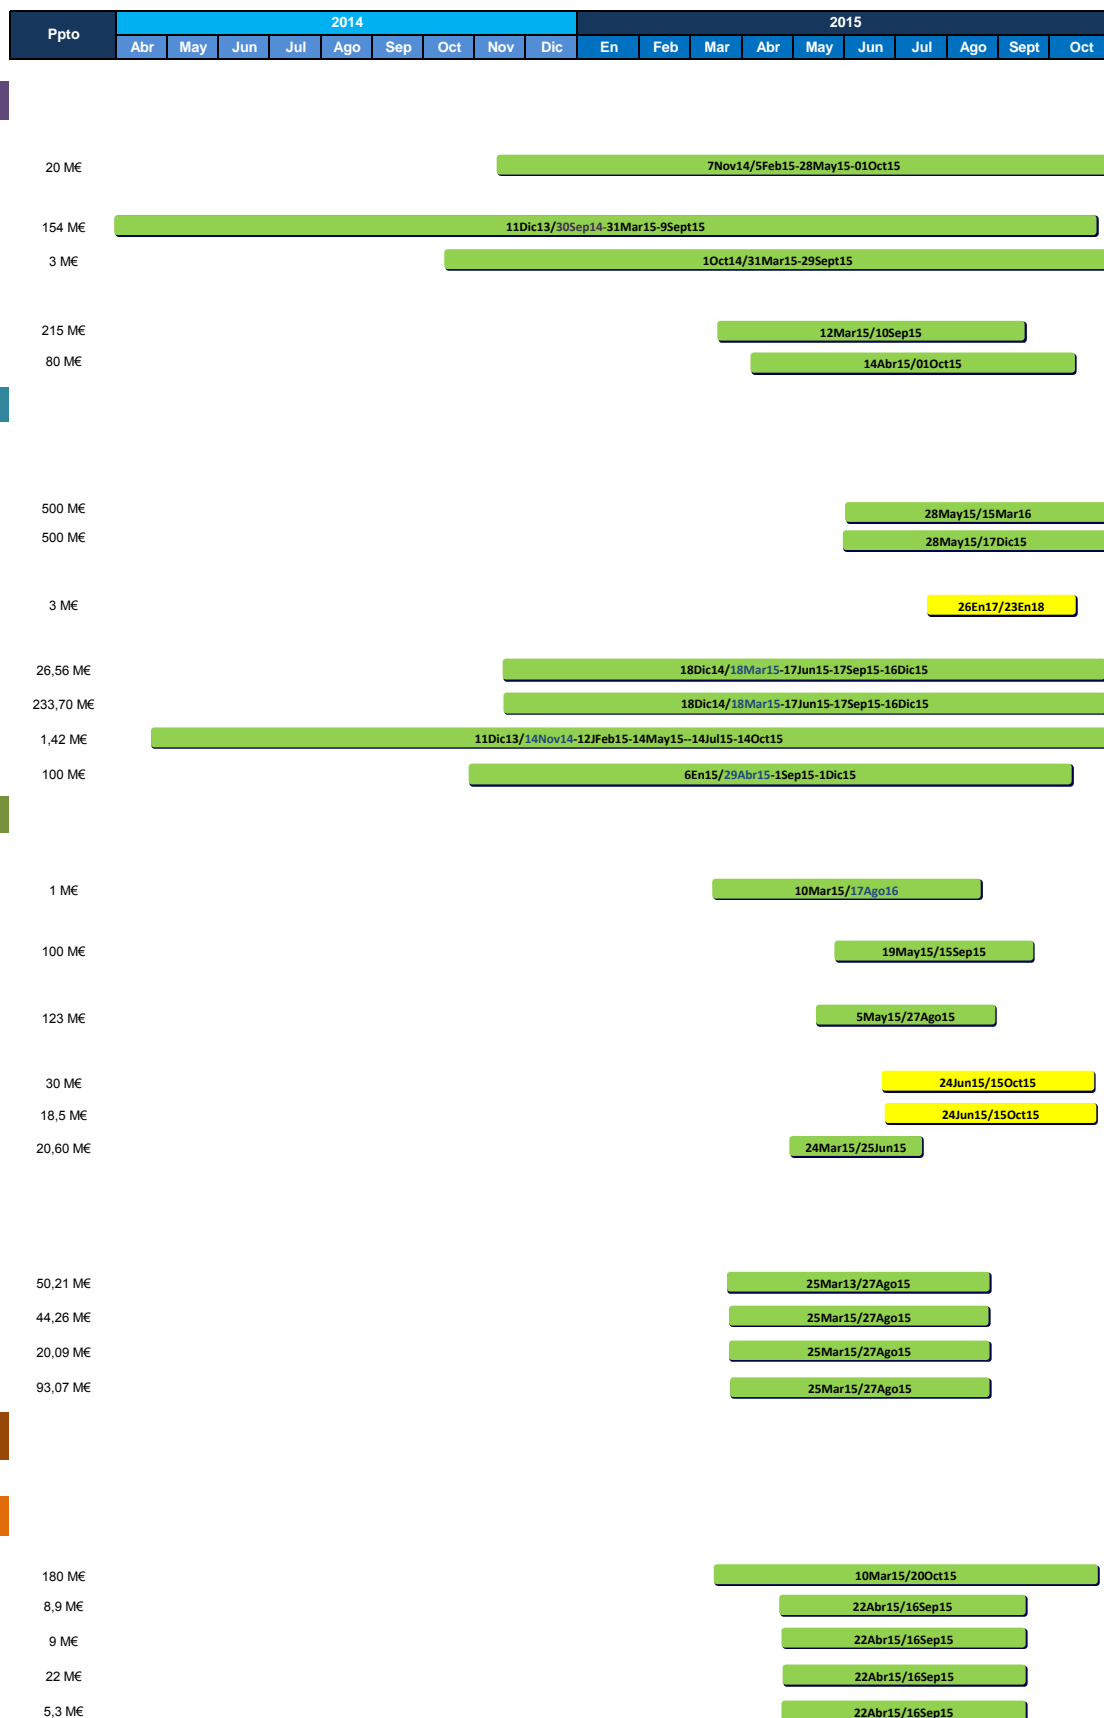 Ppto 2014 2015
Abr May Jun Jul Ago Sep Oct Nov Dic En Feb Mar Abr May Jun Jul Ago Sept Oct
20 M€ 7Nov14/5Feb15-28May15-01Oct15
154 M€ 11Dic13/30Sep14-31Mar15-9Sept15
3 M€ 1Oct14/31Mar15-29Sept15
215 M€ 12Mar15/10Sep15
80 M€ 14Abr15/01Oct15
500 M€ 28May15/15Mar16
500 M€ 28May15/17Dic15
3 M€ 26En17/23En18
26,56 M€ 18Dic14/18Mar15-17Jun15-17Sep15-16Dic15
233,70 M€ 18Dic14/18Mar15-17Jun15-17Sep15-16Dic15
1,42 M€ 11Dic13/14Nov14-12JFeb15-14May15--14Jul15-14Oct15
100 M€ 6En15/29Abr15-1Sep15-1Dic15
1 M€ 10Mar15/17Ago16
100 M€ 19May15/15Sep15
123 M€ 5May15/27Ago15
30 M€ 24Jun15/15Oct15
18,5 M€ 24Jun15/15Oct15
20,60 M€ 24Mar15/25Jun15
50,21 M€ 25Mar13/27Ago15
44,26 M€ 25Mar15/27Ago15
20,09 M€ 25Mar15/27Ago15
93,07 M€ 25Mar15/27Ago15
180 M€ 10Mar15/20Oct15
8,9 M€ 22Abr15/16Sep15
9 M€ 22Abr15/16Sep15
22 M€ 22Abr15/16Sep15
5,3 M€ 22Abr15/16Sep15